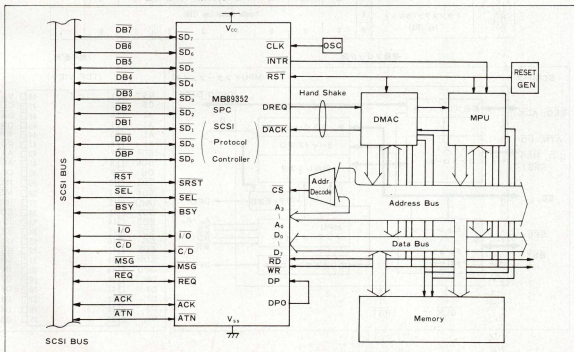 Vcc
DB7
DB6
DB5
DB4
DB3
DB2
DB1
DB0
DBP
RST
SEL
BSY
I/O
C/D
MSG
REQ
ACK
ATN
SCSI BUS
SCSI BUS
SD7
SD6
SD5
SD4
SD3
SD2
SD1
SD0
SD0
SRST
SEL
BSY
I/O
C/D
MSG
REQ
ACK
ATN
MB89352
SPC
(SCSI
Protocol
Controller)
Vss
CLK
INTR
RST
DREQ
DACK
CS
A3
A0
D0
D7
RD
WR
DP
DPO
OSC
Hand Shake
RESET
GEN
DMAC
MPU
Addr
Decode
Address Bus
Data Bus
Memory